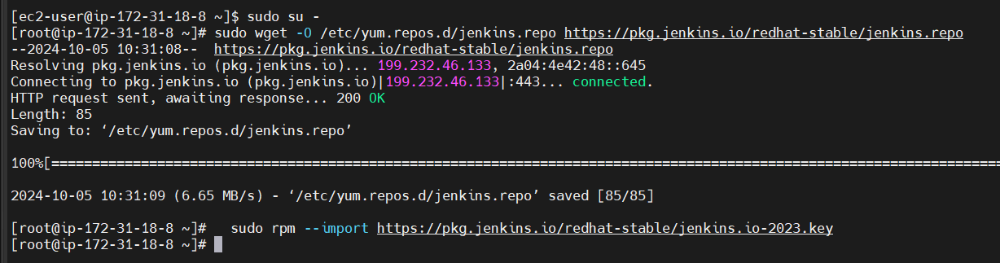 [ec2-user@ip-172-31-18-8 ~]$ sudo su -
[root@ip-172-31-18-8 ~]# sudo wget -O /etc/yum.repos.d/jenkins.repo https://pkg.jenkins.io/redhat-stable/jenkins.repo
--2024-10-05 10:31:08--  https://pkg.jenkins.io/redhat-stable/jenkins.repo
Resolving pkg.jenkins.io (pkg.jenkins.io)... 199.232.46.133, 2a04:4e42:48::645
Connecting to pkg.jenkins.io (pkg.jenkins.io)|199.232.46.133|:443... connected.
HTTP request sent, awaiting response... 200 OK
Length: 85
Saving to: ‘/etc/yum.repos.d/jenkins.repo’
100%[=====================================================================================================================
2024-10-05 10:31:09 (6.65 MB/s) - ‘/etc/yum.repos.d/jenkins.repo’ saved [85/85]
[root@ip-172-31-18-8 ~]#   sudo rpm --import https://pkg.jenkins.io/redhat-stable/jenkins.io-2023.key
[root@ip-172-31-18-8 ~]#